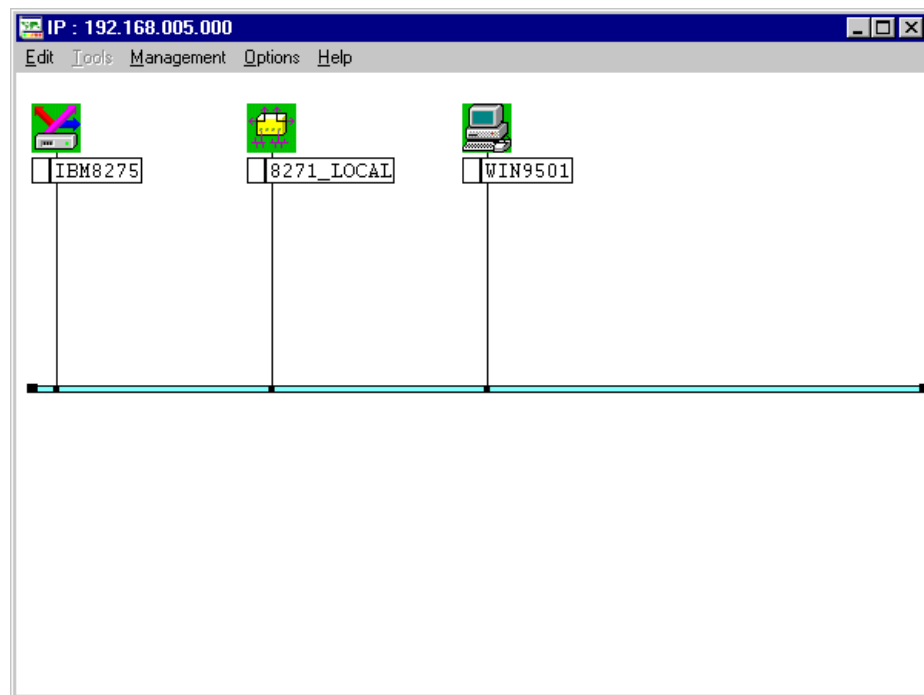 IP : 192.168.005.000
Edit Tools Management Options Help
IBM8275 8271_LOCAL WIN9501